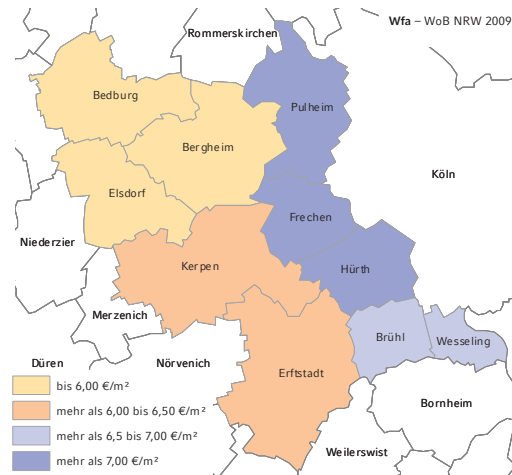 Rommerskirchen
Wfa – WoB NRW 2009
Bedburg
Pulheim
Bergheim
Köln
Elsdorf
Frechen
Niederzier
Kerpen
Hürth
Merzenich
Brühl
Wesseling
Düren
Nörvenich
Erftstadt
bis 6,00 €/m²
mehr als 6,00 bis 6,50 €/m²
Bornheim
mehr als 6,5 bis 7,00 €/m²
Weilerswist
mehr als 7,00 €/m²